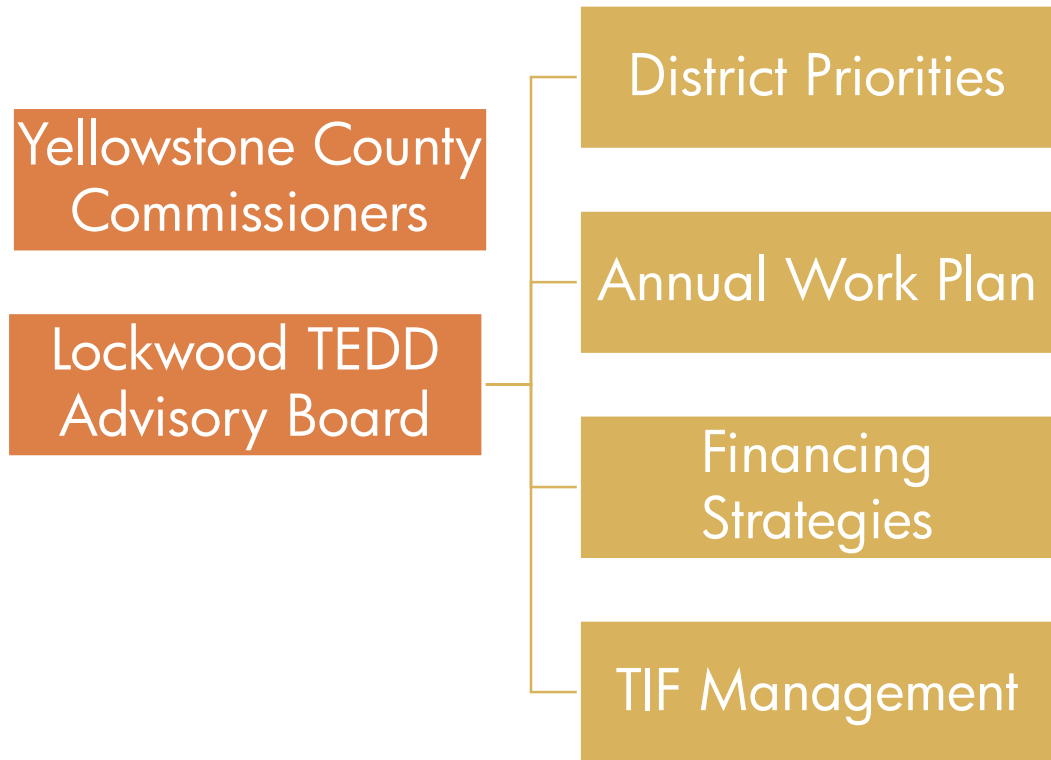 Yellowstone County
Commissioners
Lockwood TEDD
Advisory Board
District Priorities
Annual Work Plan
Financing
Strategies
TIF Management